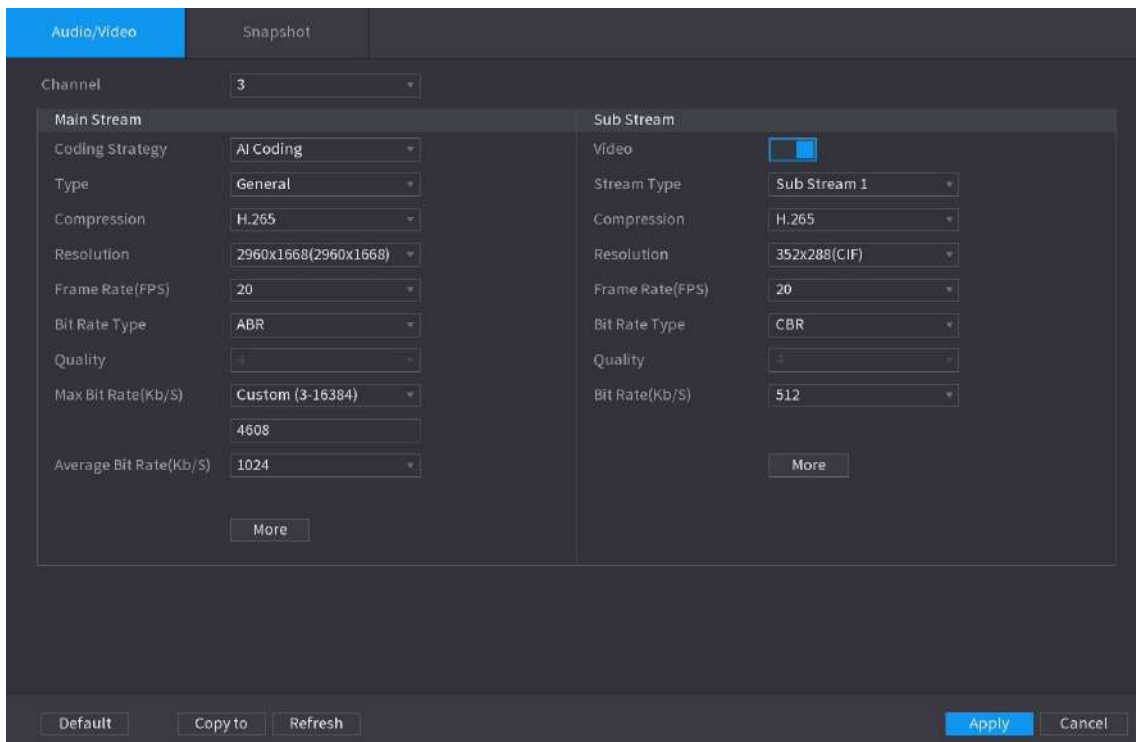 Audio/Video Snapshot
Channel 3
Main Stream Sub Stream
Coding Strategy AI Coding Video
Type General Stream Type Sub Stream 1
Compression H.265 Compression H.265
Resolution 2960x1668(2960x1668) Resolution 352x288(CIF)
Frame Rate(FPS) 20 Frame Rate(FPS) 20
Bit Rate Type ABR Bit Rate Type CBR
Quality 4 Quality 4
Max Bit Rate(Kb/S) Custom (3-16384) Bit Rate(Kb/S) 512
4608
Average Bit Rate(Kb/S) 1024 More
More
Default Copy to Refresh Apply Cancel